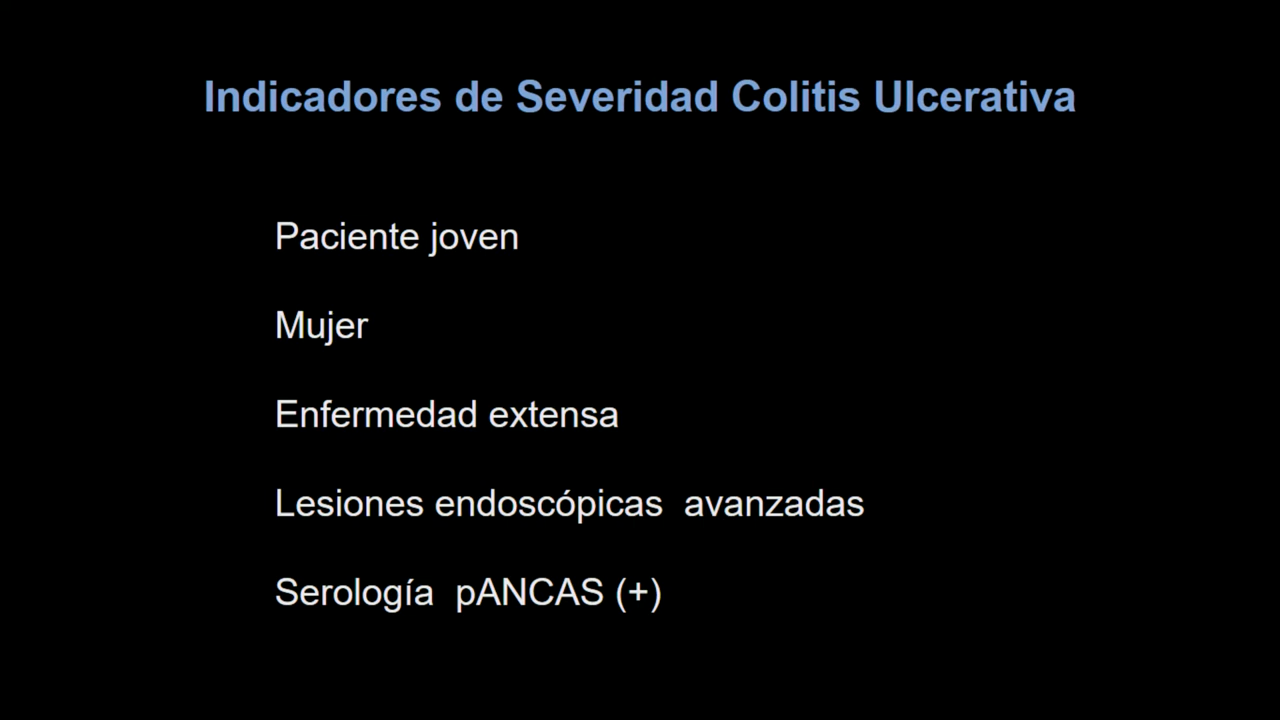 Indicadores de Severidad Colitis Ulcerativa
Paciente joven
Mujer
Enfermedad extensa
Lesiones endoscópicas  avanzadas
Serología  pANCAS (+)